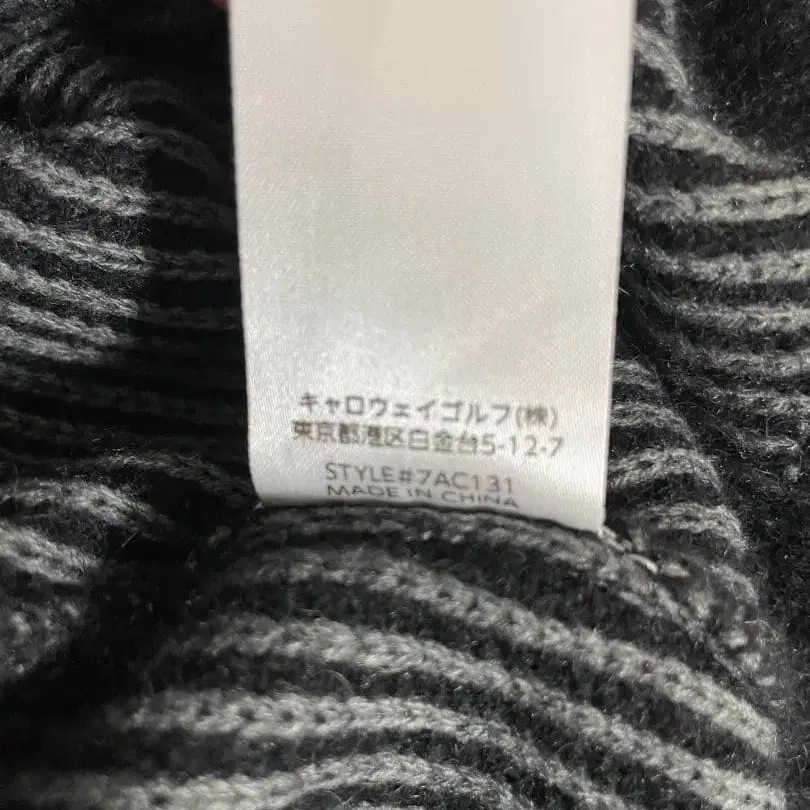 キャロウェイゴルフ(株)
東京都港区白金台5-12-7
STYLE#7AC131
MADE IN CHINA